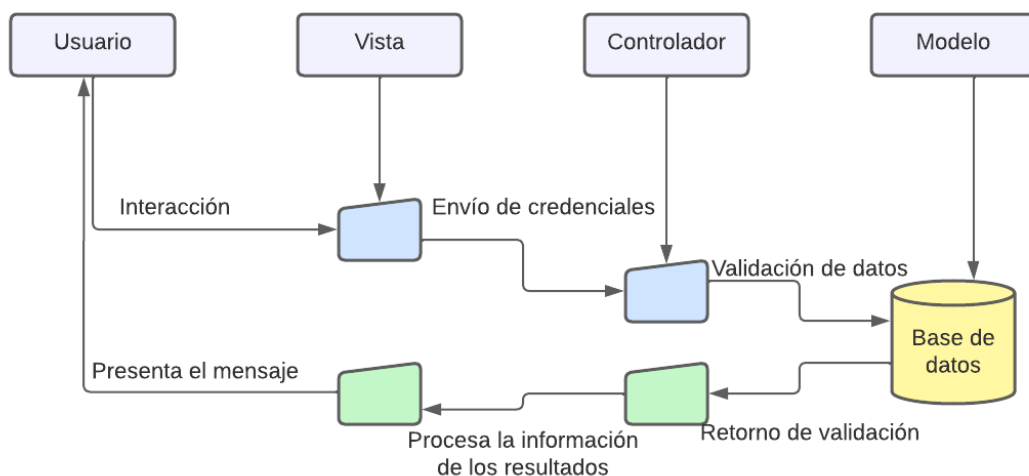 Usuario
Vista
Controlador
Modelo
Interacción
Envío de credenciales
Validación de datos
Base de
datos
Presenta el mensaje
Procesa la información
de los resultados
Retorno de validación